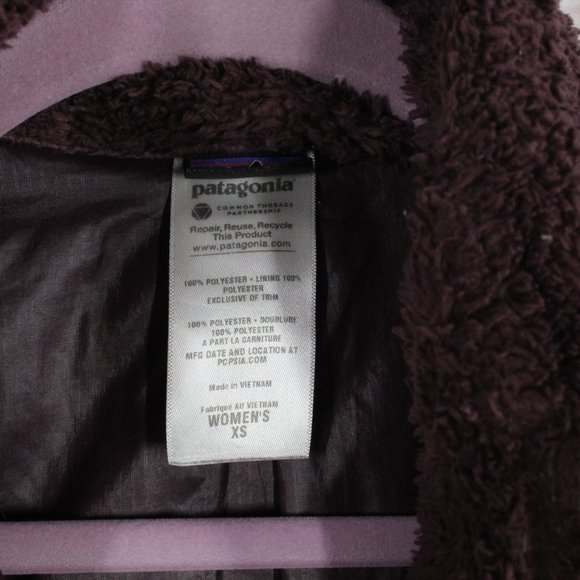 patagonia
COMMON THREADS
PARTNERSHIP
Repair, Reuse, Recycle
This Product
www.patagonia.com
100% POLYESTER • LINING 100%
POLYESTER
EXCLUSIVE OF TRIM
100% POLYESTER • DOUBLURE
100% POLYESTER
A PART LA GARNITURE
MFG DATE AND LOCATION AT
PCPSIA.COM
Made in VIETNAM
Fabriqué AU VIETNAM
WOMEN'S
XS